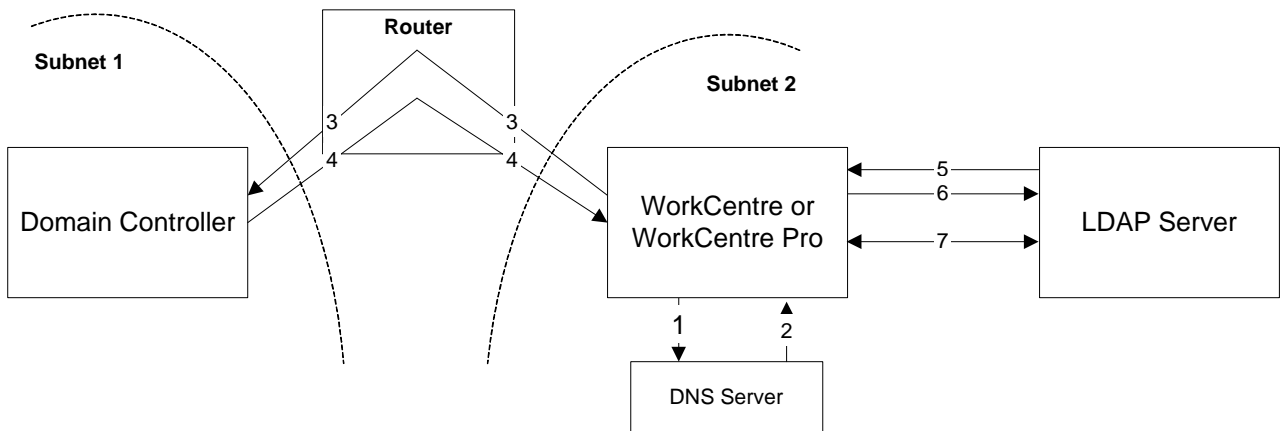 Router
Subnet 1
Subnet 2
3
3
4
4
Domain Controller
WorkCentre or
WorkCentre Pro
5
6
7
LDAP Server
1
2
DNS Server